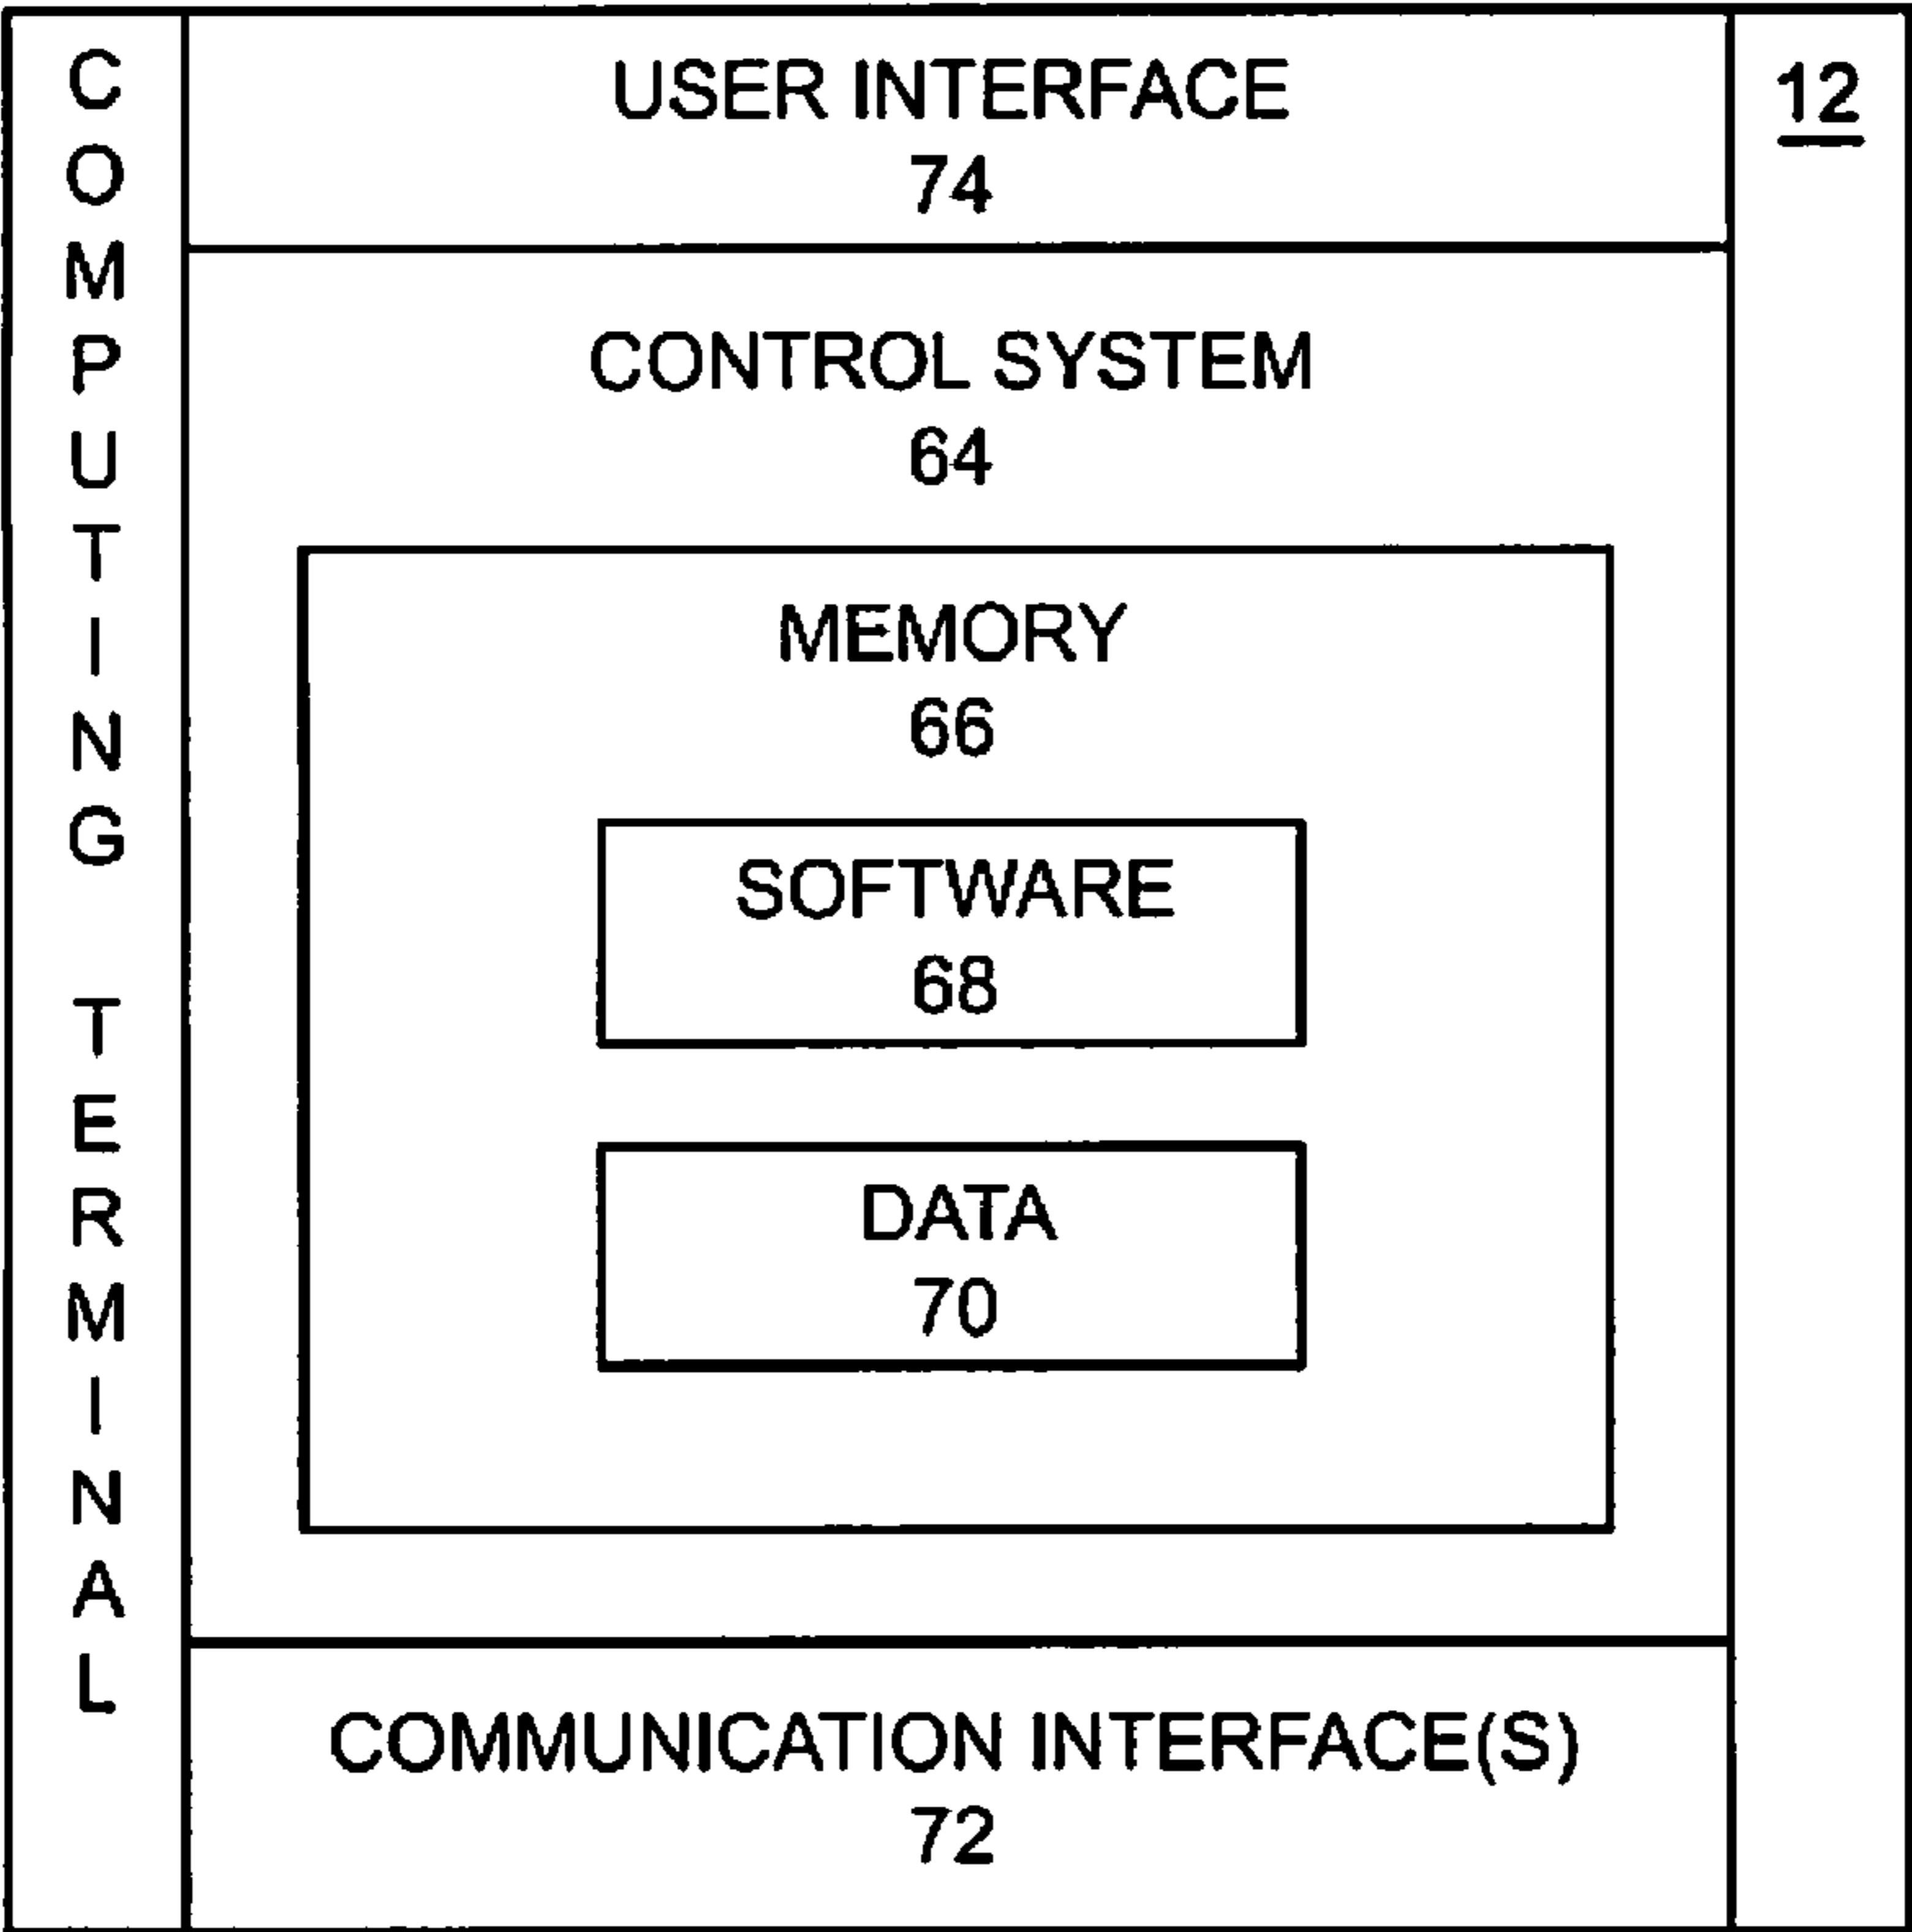 COMPUTING TERMINAL
USER INTERFACE
74
12
CONTROL SYSTEM
64
MEMORY
66
SOFTWARE
68
DATA
70
COMMUNICATION INTERFACE(S)
72